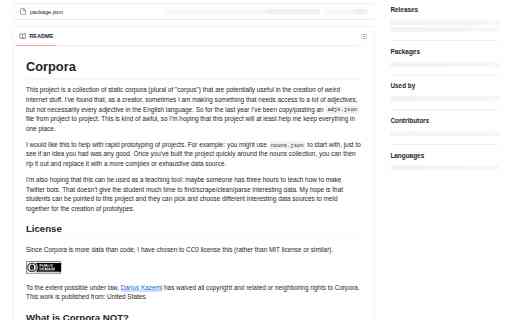 package.json
README
Corpora
This project is a collection of static corpora (plural of "corpus") that are potentially useful in the creation of weird
internet stuff. I've found that, as a creator, sometimes I am making something that needs access to a lot of adjectives,
but not necessarily every adjective in the English language. So for the last year I've been copy/pasting an adjs.json
file from project to project. This is kind of awful, so I'm hoping that this project will at least help me keep everything in
one place.
I would like this to help with rapid prototyping of projects. For example: you might use nouns.json to start with, just to
see if an idea you had was any good. Once you've built the project quickly around the nouns collection, you can then
rip it out and replace it with a more complex or exhaustive data source.
I'm also hoping that this can be used as a teaching tool: maybe someone has three hours to teach how to make
Twitter bots. That doesn't give the student much time to find/scrape/clean/parse interesting data. My hope is that
students can be pointed to this project and they can pick and choose different interesting data sources to meld
together for the creation of prototypes.
License
Since Corpora is more data than code, I have chosen to CC0 license this (rather than MIT license or similar).
PUBLIC
DOMAIN
To the extent possible under law, Darius Kazemi has waived all copyright and related or neighboring rights to Corpora.
This work is published from: United States.
What is Corpora NOT?
Releases
Packages
Used by
Contributors
Languages